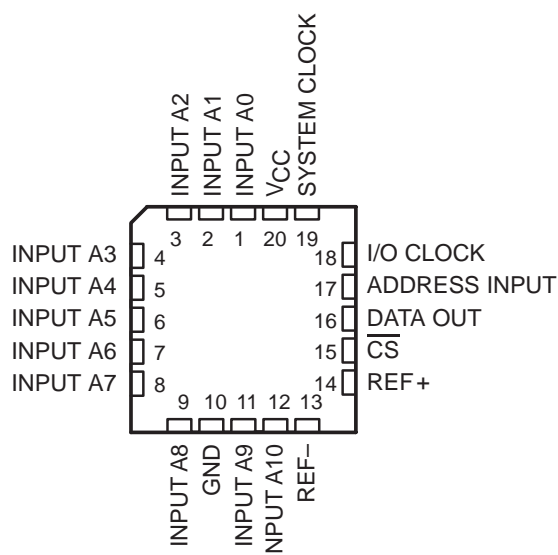 INPUT A2
INPUT A1
INPUT A0
VCC
SYSTEM CLOCK
3 2 1 20 19
INPUT A3 4
INPUT A4 5
INPUT A5 6
INPUT A6 7
INPUT A7 8
18 I/O CLOCK
17 ADDRESS INPUT
16 DATA OUT
15 C̅S̅
14 REF+
9 10 11 12 13
INPUT A8
GND
INPUT A9
NPUT A10
REF–